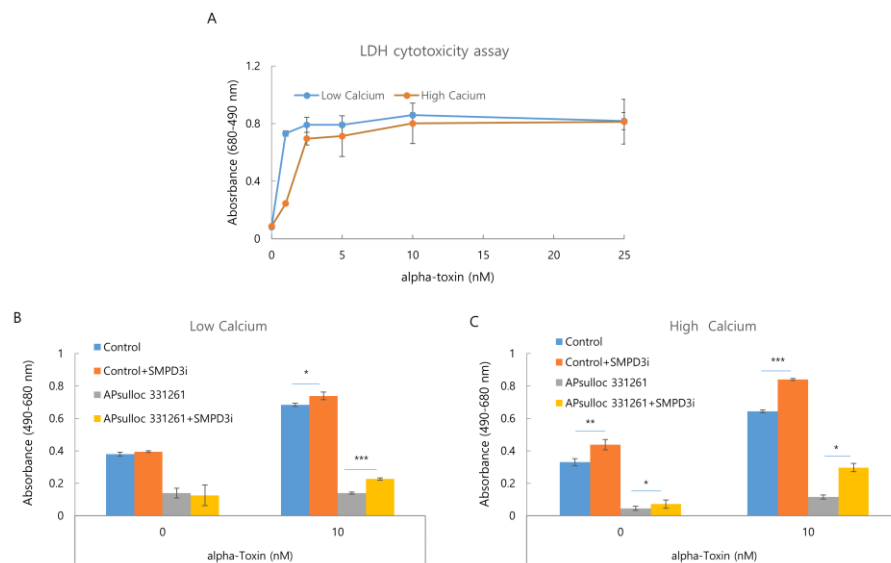 A
LDH cytotoxicity assay
Abosrbance (680-490 nm)
1.2
0.8
0.4
0
Low Calcium
High Cacium
0 5 10 15 20 25
alpha-toxin (nM)
B
Low Calcium
Absorbance (490-680 nm)
1
0.8
0.6
0.4
0.2
0
Control
Control+SMPD3i
APsulloc 331261
APsulloc 331261+SMPD3i
*
***
0 10
alpha-Toxin (nM)
C
High Calcium
Absorbance (490-680 nm)
1
0.8
0.6
0.4
0.2
0
Control
Control+SMPD3i
APsulloc 331261
APsulloc 331261+SMPD3i
**
*
***
*
0 10
alpha-Toxin (nM)